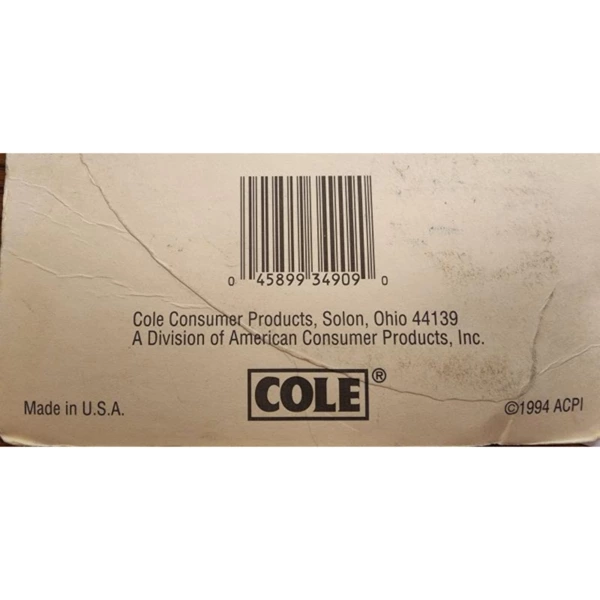 0 45899 34909 0
Cole Consumer Products, Solon, Ohio 44139
A Division of American Consumer Products, Inc.
COLE®
Made in U.S.A.
©1994 ACPI